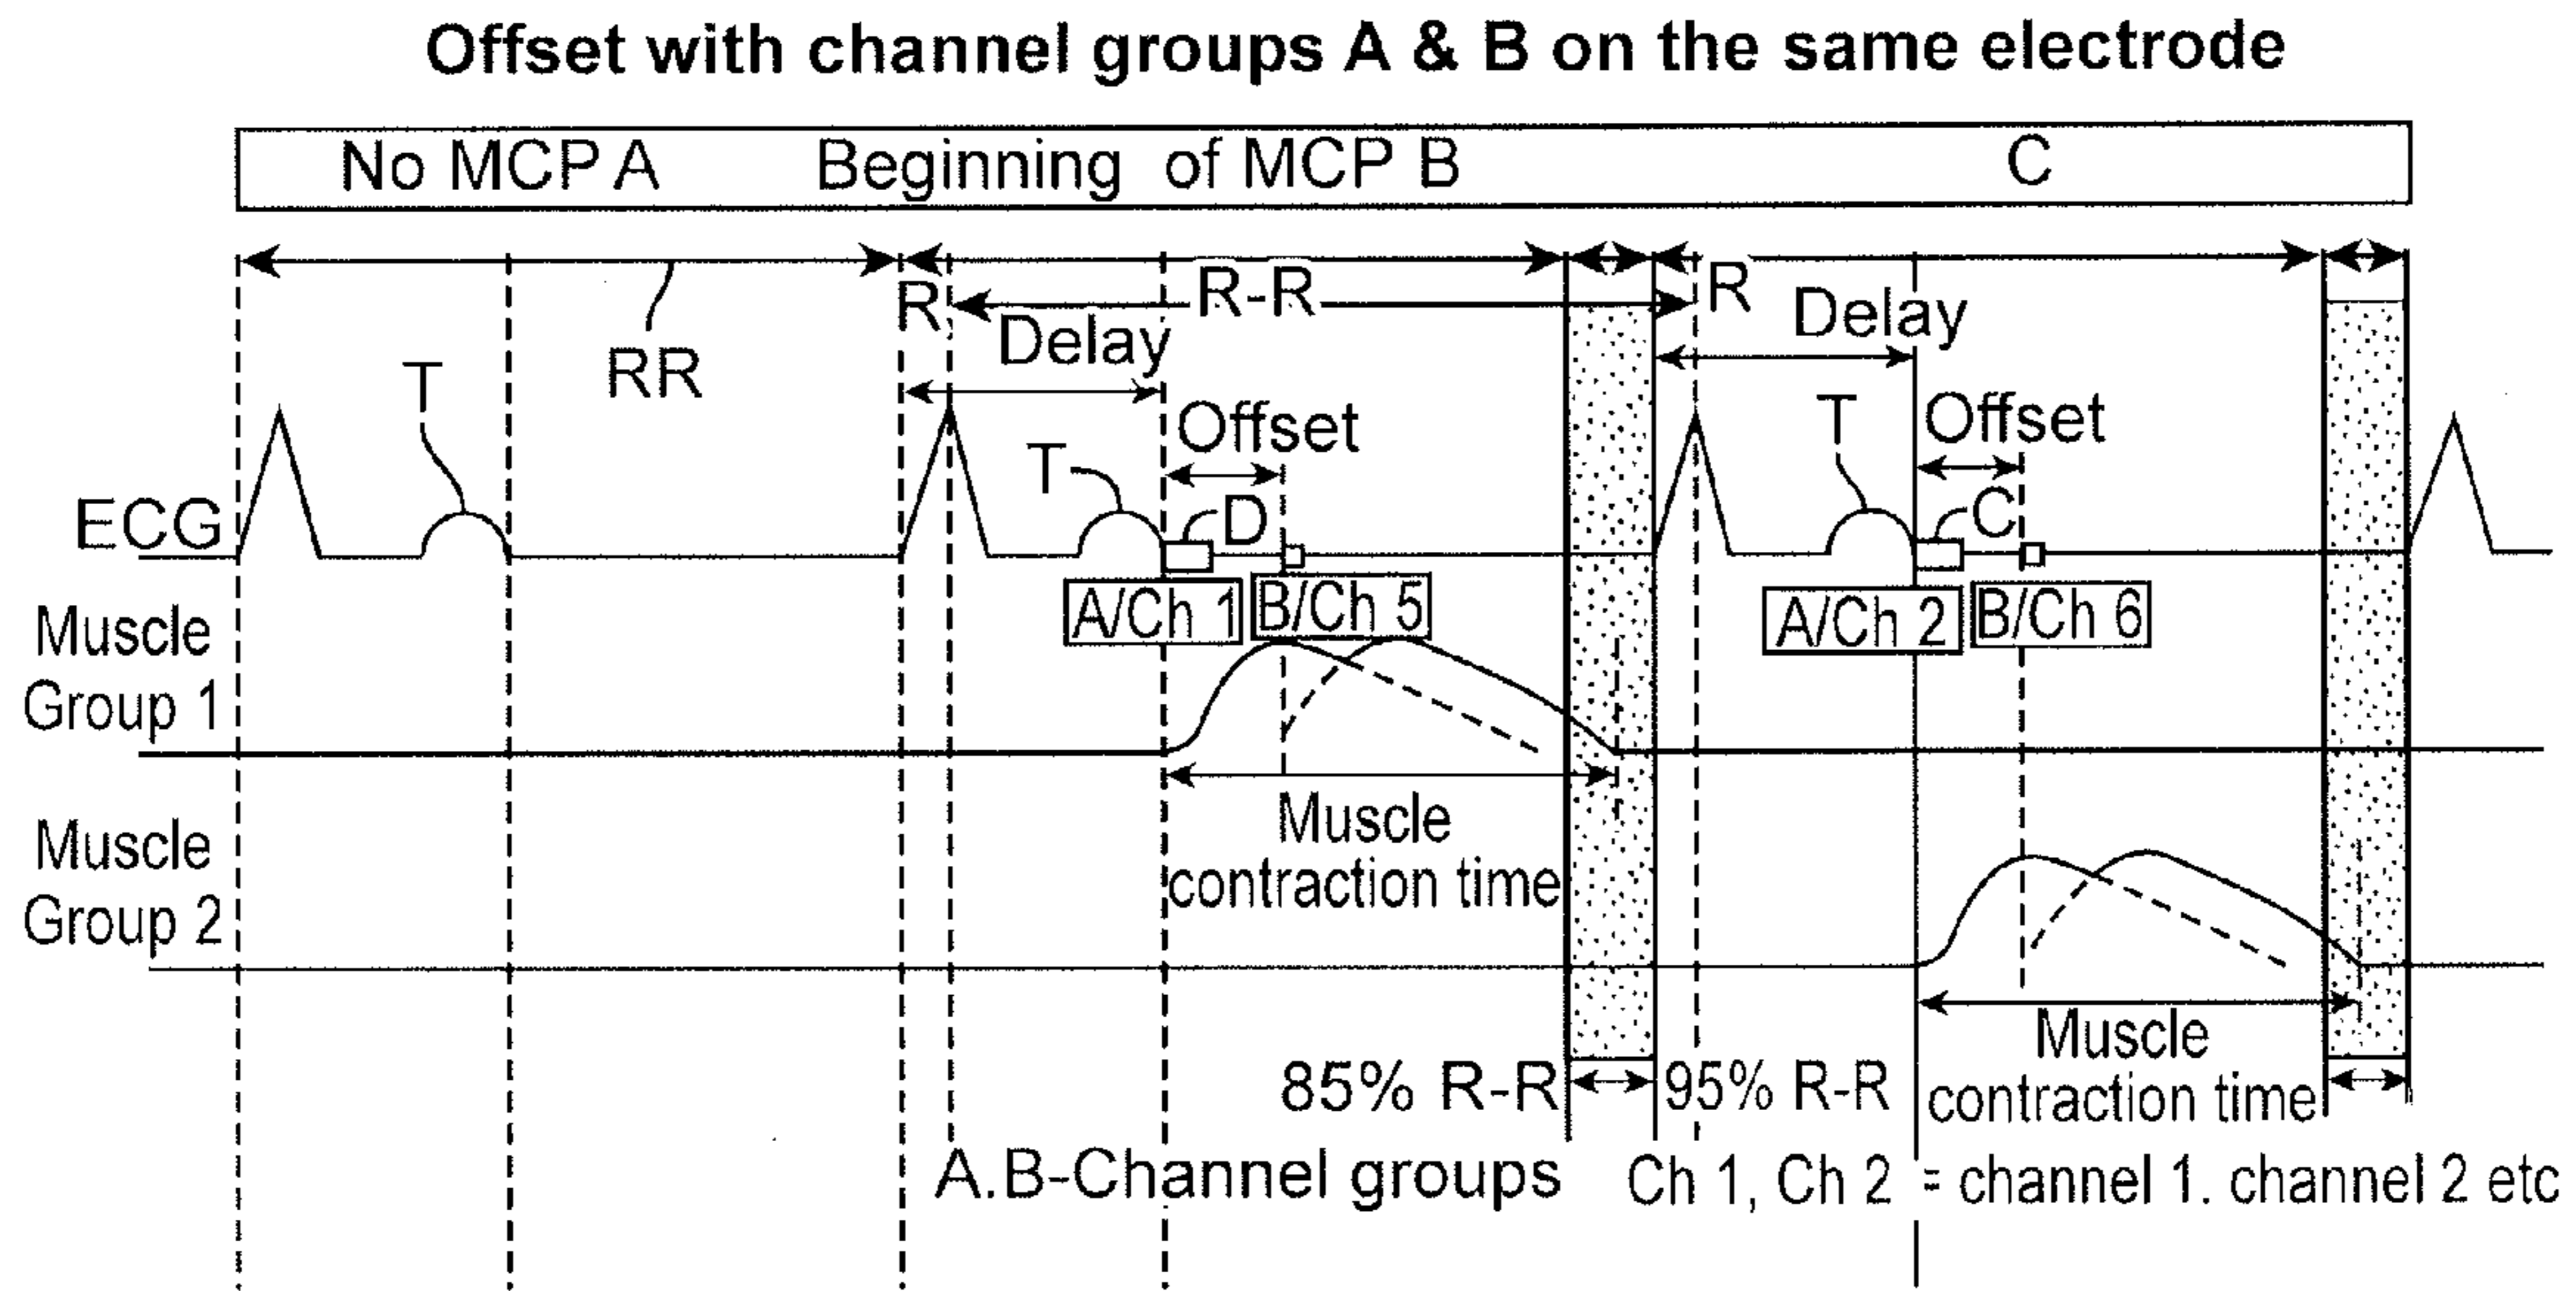 Offset with channel groups A & B on the same electrode
No MCP A Beginning of MCP B C
R R-R R
Delay Delay
T RR
Offset T Offset
T D C
ECG
A/Ch 1 B/Ch 5 A/Ch 2 B/Ch 6
Muscle
Group 1
Muscle
contraction time
Muscle
Group 2
Muscle
contraction time
85% R-R 95% R-R
A.B-Channel groups Ch 1, Ch 2 = channel 1. channel 2 etc